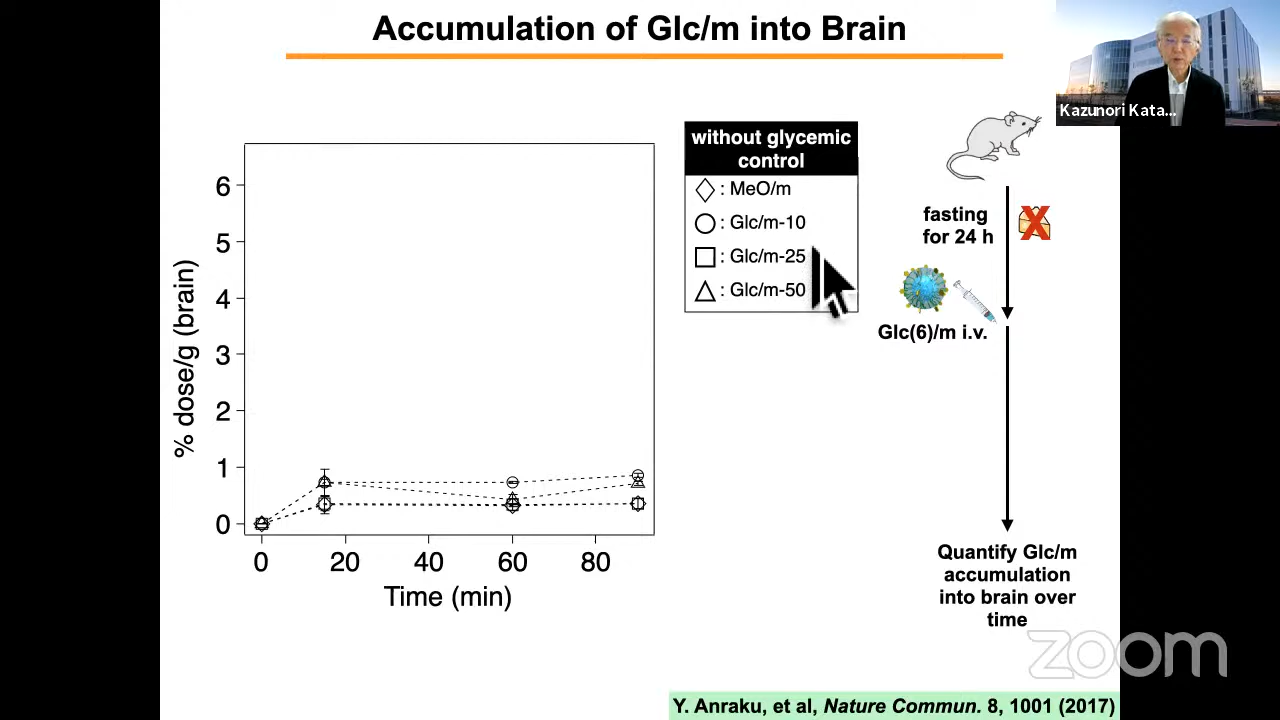 Accumulation of Glc/m into Brain
Kazunori Kata...
without glycemic
control
: MeO/m
: Glc/m-10
: Glc/m-25
: Glc/m-50
6
5
4
3
2
1
0
% dose/g (brain)
0 20 40 60 80
Time (min)
fasting
for 24 h
X
Glc(6)/m i.v.
Quantify Glc/m
accumulation
into brain over
time
zoom
Y. Anraku, et al, Nature Commun. 8, 1001 (2017)